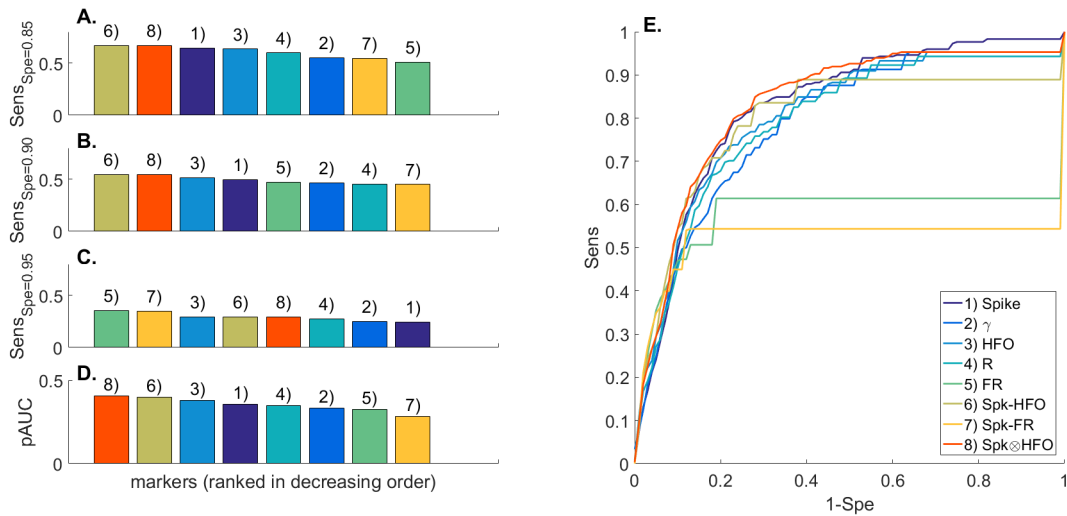 A.
Sens_Spe=0.85
0.5
0
6) 8) 1) 3) 4) 2) 7) 5)
B.
Sens_Spe=0.90
0.5
0
6) 8) 3) 1) 5) 2) 4) 7)
C.
Sens_Spe=0.95
0.5
0
5) 7) 3) 6) 8) 4) 2) 1)
D.
pAUC
0.5
0
8) 6) 3) 1) 4) 2) 5) 7)
markers (ranked in decreasing order)
E.
Sens
1
0.9
0.8
0.7
0.6
0.5
0.4
0.3
0.2
0.1
0
0 0.2 0.4 0.6 0.8 1
1-Spe
1) Spike
2) γ
3) HFO
4) R
5) FR
6) Spk-HFO
7) Spk-FR
8) Spk⊗HFO